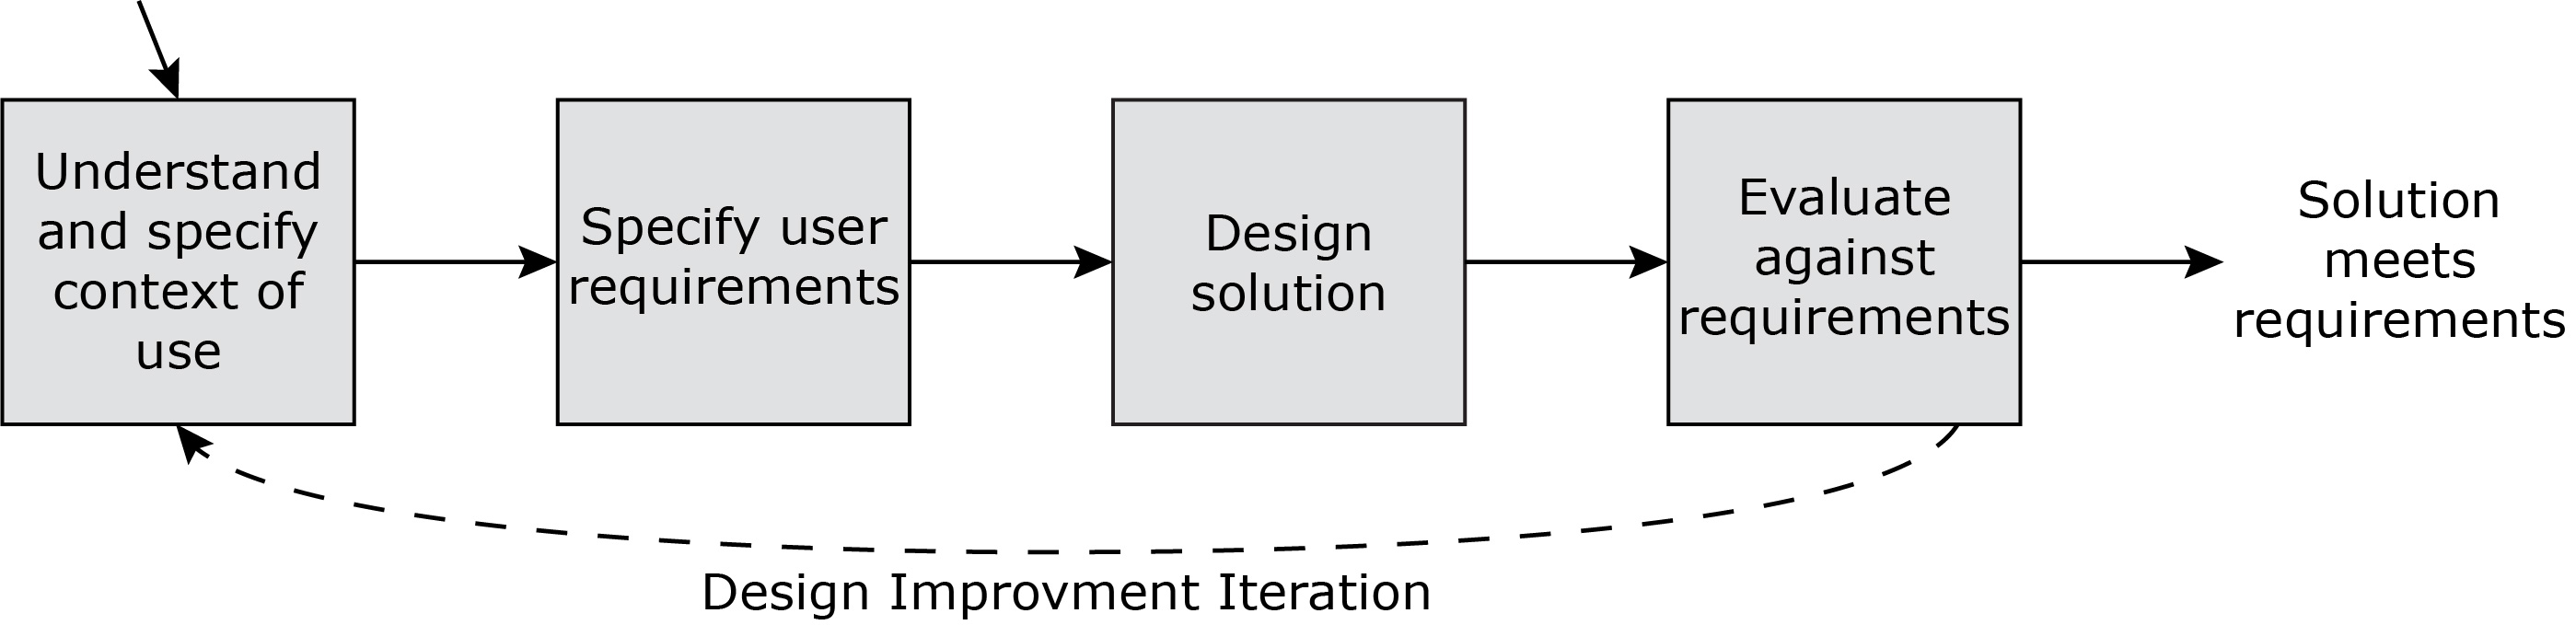 Understand
and specify
context of
use
Specify user
requirements
Design
solution
Evaluate
against
requirements
Solution
meets
requirements
Design Improvment Iteration